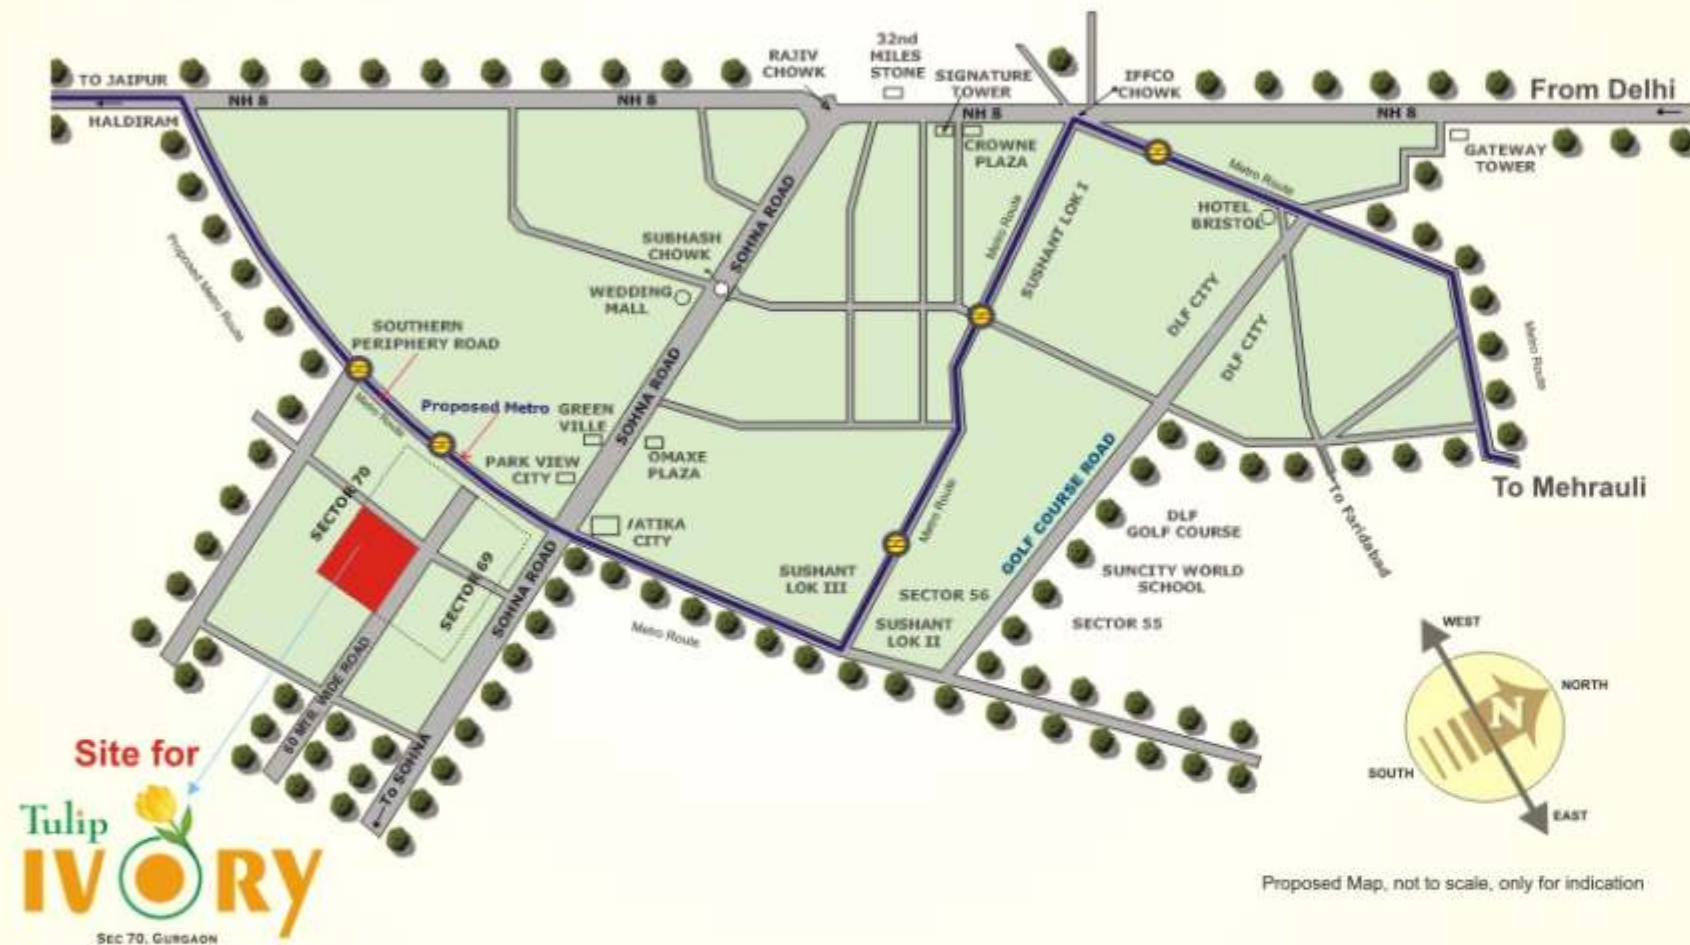 TO JAIPUR
NH 8
HALDIRAM
NH 8
RAJIV
CHOWK
32nd
MILES
STONE
SIGNATURE
TOWER
NH 8
CROWNE
PLAZA
IFFCO
CHOWK
From Delhi
NH 8
GATEWAY
TOWER
Metro Route
HOTEL
BRISTOL
Metro Route
SUSHANT LOK I
SOHNA ROAD
SUBHASH
CHOWK
WEDDING
MALL
Proposed Metro Route
SOUTHERN
PERIPHERY ROAD
Proposed Metro
Metro Route
GREEN
VILLE
SOHNA ROAD
OMAXE
PLAZA
PARK VIEW
CITY
/ATIKA
CITY
DLF CITY
DLF CITY
Metro Route
To Mehrauli
To Faridabad
GOLF COURSE ROAD
DLF
GOLF COURSE
SUNCITY WORLD
SCHOOL
SECTOR 55
Metro Route
SUSHANT
LOK III
SECTOR 56
SUSHANT
LOK II
Metro Route
SECTOR 70
SECTOR 69
SOHNA ROAD
60 MTR. WIDE ROAD
To SOHNA
Site for
Tulip
IVORY
SEC 70, GURGAON
WEST
NORTH
N
SOUTH
EAST
Proposed Map, not to scale, only for indication